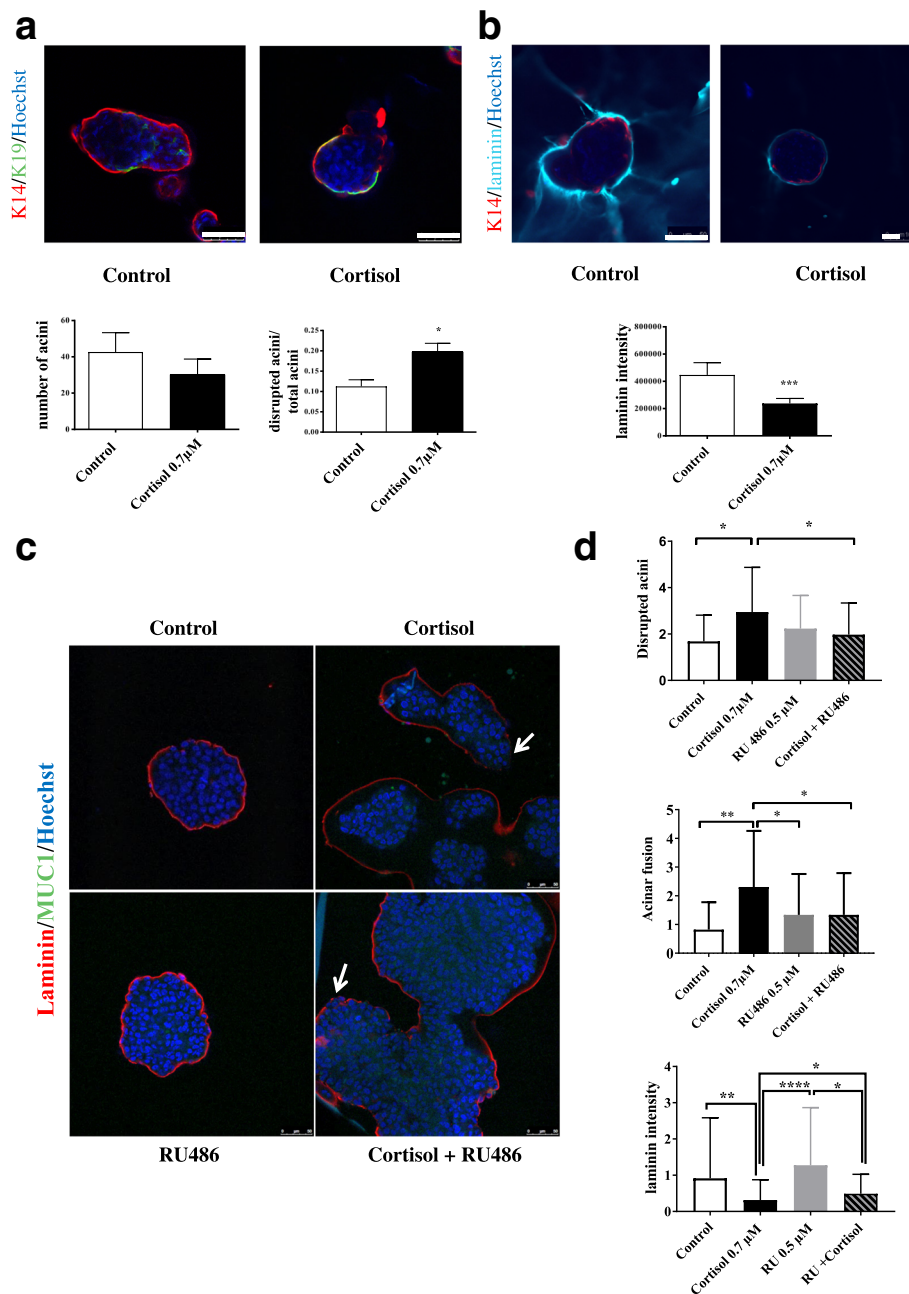 a
K14/K19/Hoechst
Control
Cortisol
number of acini
60
40
20
0
Control
Cortisol 0.7µM
disrupted acini/
total acini
0.25
0.20
0.15
0.10
0.05
0.00
*
Control
Cortisol 0.7µM
b
K14/laminin/Hoechst
Control
Cortisol
laminin intensity
800000
600000
400000
200000
0
***
Control
Cortisol 0.7µM
c
Laminin/MUC1/Hoechst
Control
Cortisol
RU486
Cortisol + RU486
d
Disrupted acini
6
4
2
0
*
*
Control
Cortisol 0.7µM
RU 486 0.5 µM
Cortisol + RU486
Acinar fusion
5
4
3
2
1
0
**
*
*
Control
Cortisol 0.7µM
RU486 0.5 µM
Cortisol + RU486
laminin intensity
4
3
2
1
0
**
****
*
*
Control
Cortisol 0.7 µM
RU 0.5 µM
RU +Cortisol